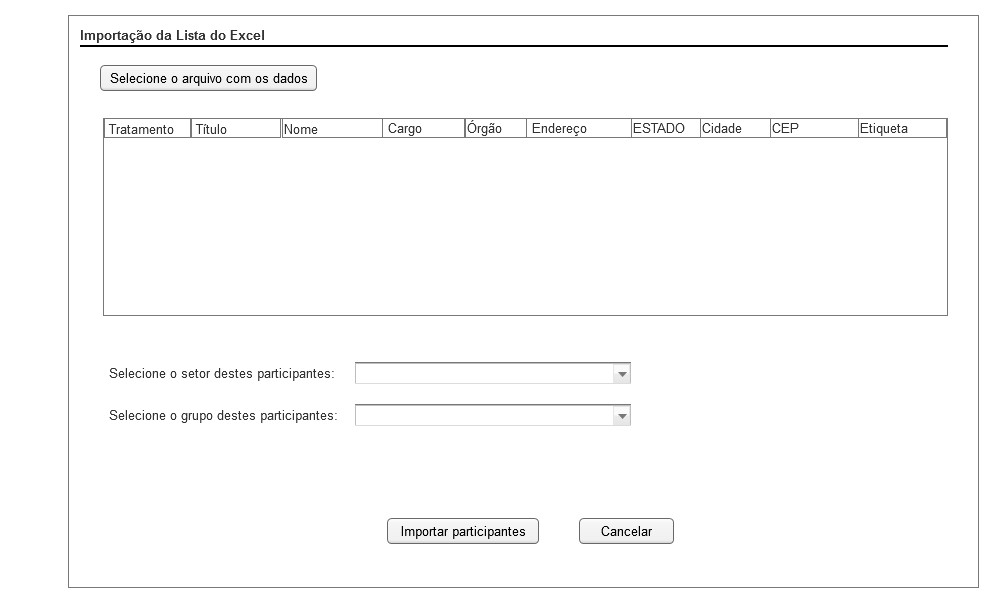 Importação da Lista do Excel
Selecione o arquivo com os dados
Tratamento Título Nome Cargo Órgão Endereço ESTADO Cidade CEP Etiqueta
Selecione o setor destes participantes:
Selecione o grupo destes participantes:
Importar participantes Cancelar